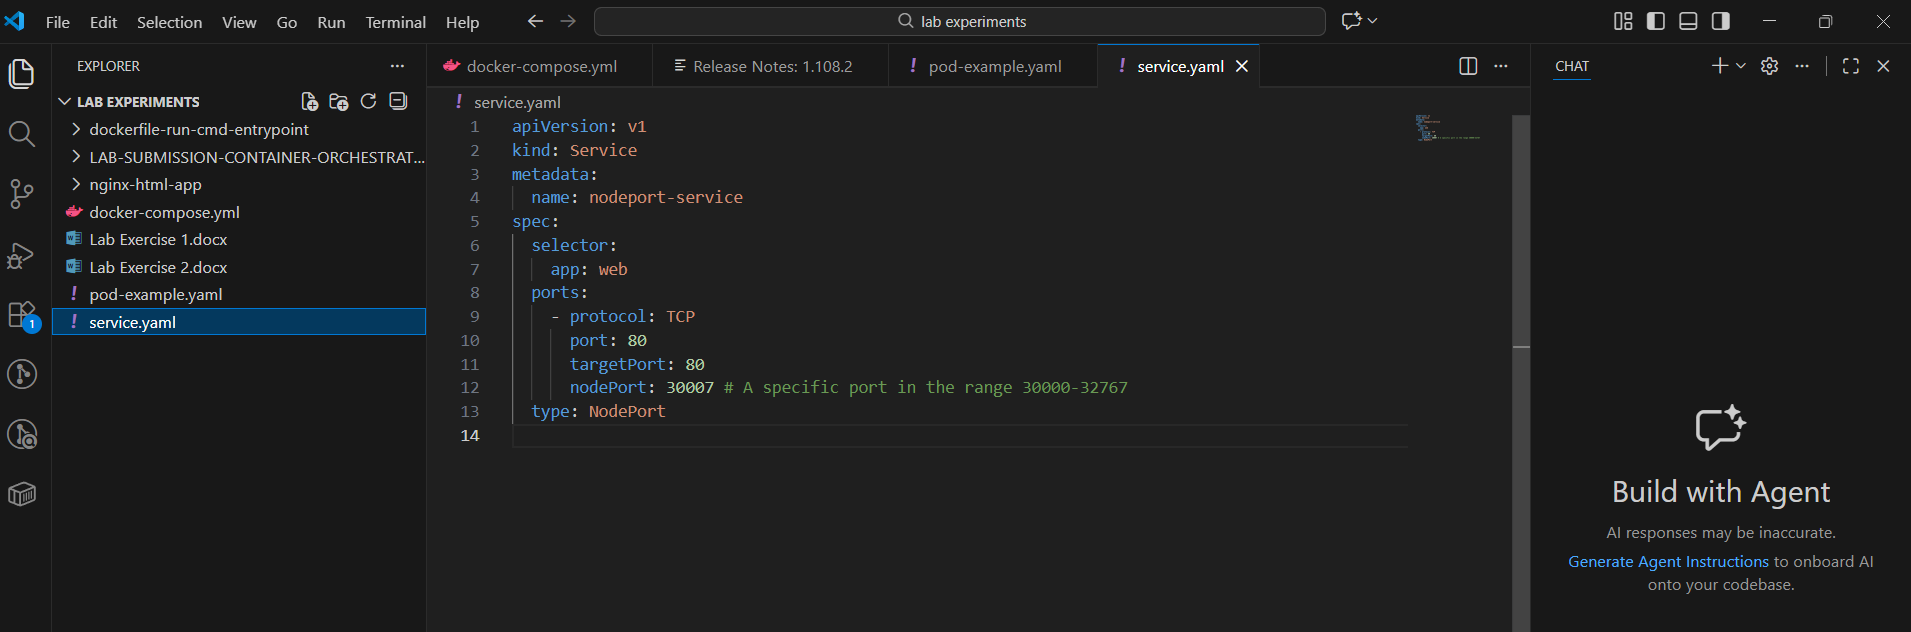 File Edit Selection View Go Run Terminal Help
lab experiments
EXPLORER
LAB EXPERIMENTS
dockerfile-run-cmd-entrypoint
LAB-SUBMISSION-CONTAINER-ORCHESTRAT...
nginx-html-app
docker-compose.yml
Lab Exercise 1.docx
Lab Exercise 2.docx
pod-example.yaml
service.yaml
1
docker-compose.yml
Release Notes: 1.108.2
! pod-example.yaml
! service.yaml
! service.yaml
1 apiVersion: v1
2 kind: Service
3 metadata:
4 name: nodeport-service
5 spec:
6 selector:
7 app: web
8 ports:
9 - protocol: TCP
10 port: 80
11 targetPort: 80
12 nodePort: 30007 # A specific port in the range 30000-32767
13 type: NodePort
14
CHAT
Build with Agent
AI responses may be inaccurate.
Generate Agent Instructions to onboard AI
onto your codebase.